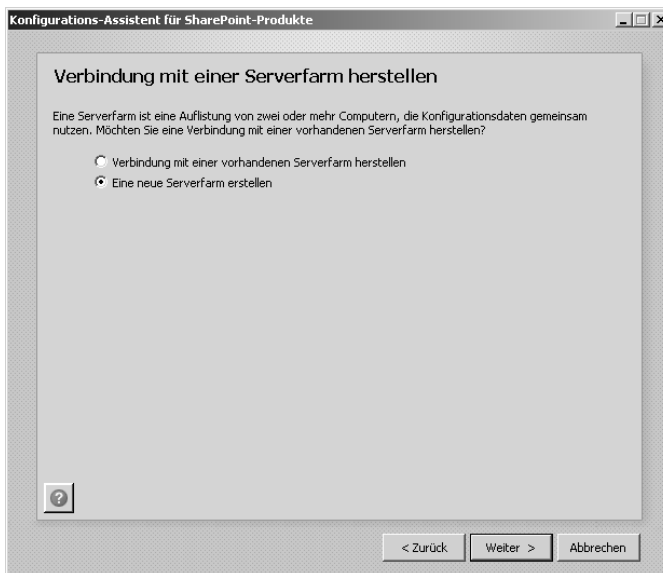 Konfigurations-Assistent für SharePoint-Produkte
Verbindung mit einer Serverfarm herstellen
Eine Serverfarm ist eine Auflistung von zwei oder mehr Computern, die Konfigurationsdaten gemeinsam
nutzen. Möchten Sie eine Verbindung mit einer vorhandenen Serverfarm herstellen?
Verbindung mit einer vorhandenen Serverfarm herstellen
Eine neue Serverfarm erstellen
?
< Zurück Weiter > Abbrechen